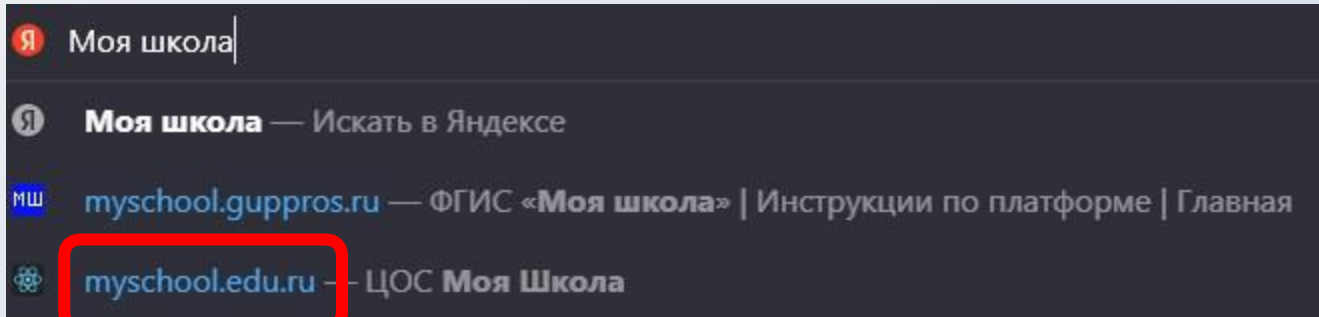 Я Моя школа
Я Моя школа — Искать в Яндексе
МШ myschool.guppros.ru — ФГИС «Моя школа» | Инструкции по платформе | Главная
myschool.edu.ru — ЦОС Моя Школа